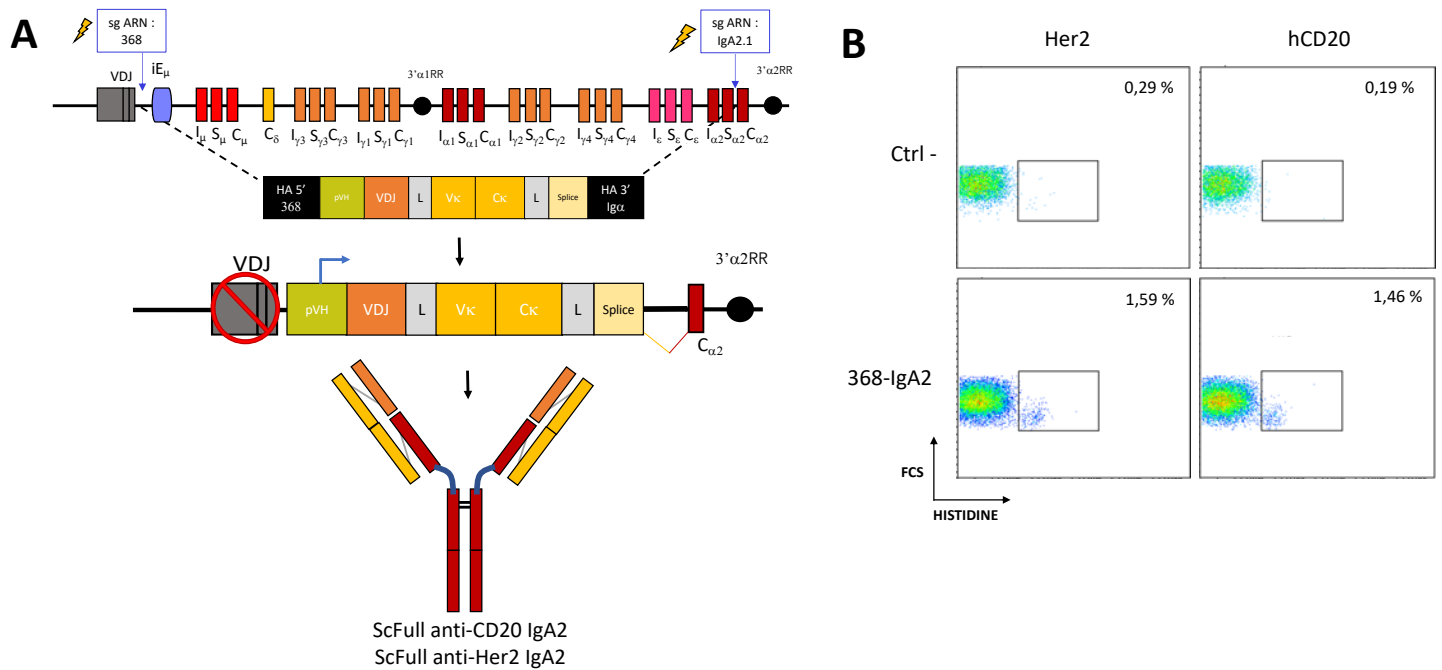 A
sg ARN :
368
sg ARN :
IgA2.1
VDJ
iEμ
3'α1RR
3'α2RR
Iμ Sμ Cμ
Cδ
Iγ3 Sγ3 Cγ3
Iγ1 Sγ1 Cγ1
Iα1 Sα1 Cα1
Iγ2 Sγ2 Cγ2
Iγ4 Sγ4 Cγ4
Iε Sε Cε
Iα2 Sα2 Cα2
HA 5'
368
pVH
VDJ
L
Vκ
Cκ
L
Splice
HA 3'
Igα
VDJ
3'α2RR
pVH
VDJ
L
Vκ
Cκ
L
Splice
Cα2
ScFull anti-CD20 IgA2
ScFull anti-Her2 IgA2
B
Her2
hCD20
Ctrl -
0,29 %
0,19 %
368-IgA2
1,59 %
1,46 %
FCS
HISTIDINE